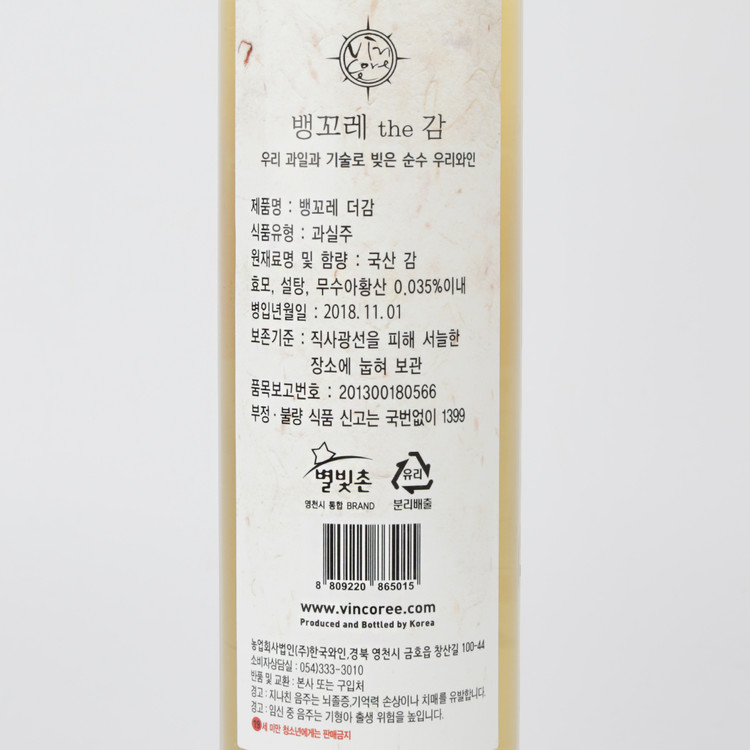 Vin
Coree
뱅꼬레 the 감
우리 과일과 기술로 빚은 순수 우리와인
제품명 : 뱅꼬레 더감
식품유형 : 과실주
원재료명 및 함량 : 국산 감
효모, 설탕, 무수아황산 0.035%이내
병입년월일 : 2018.11.01
보존기준 : 직사광선을 피해 서늘한
장소에 눕혀 보관
품목보고번호 : 201300180566
부정·불량 식품 신고는 국번없이 1399
별빛촌
영천시 통합 BRAND
유리
분리배출
8 809220 865015
www.vincoree.com
Produced and Bottled by Korea
농업회사법인(주)한국와인,경북 영천시 금호읍 창산길 100-44
소비자상담실 : 054)333-3010
반품 및 교환 : 본사 또는 구입처
경고 : 지나친 음주는 뇌졸증,기억력 손상이나 치매를 유발합니다.
경고 : 임신 중 음주는 기형아 출생 위험을 높입니다.
19세 미만 청소년에게는 판매금지